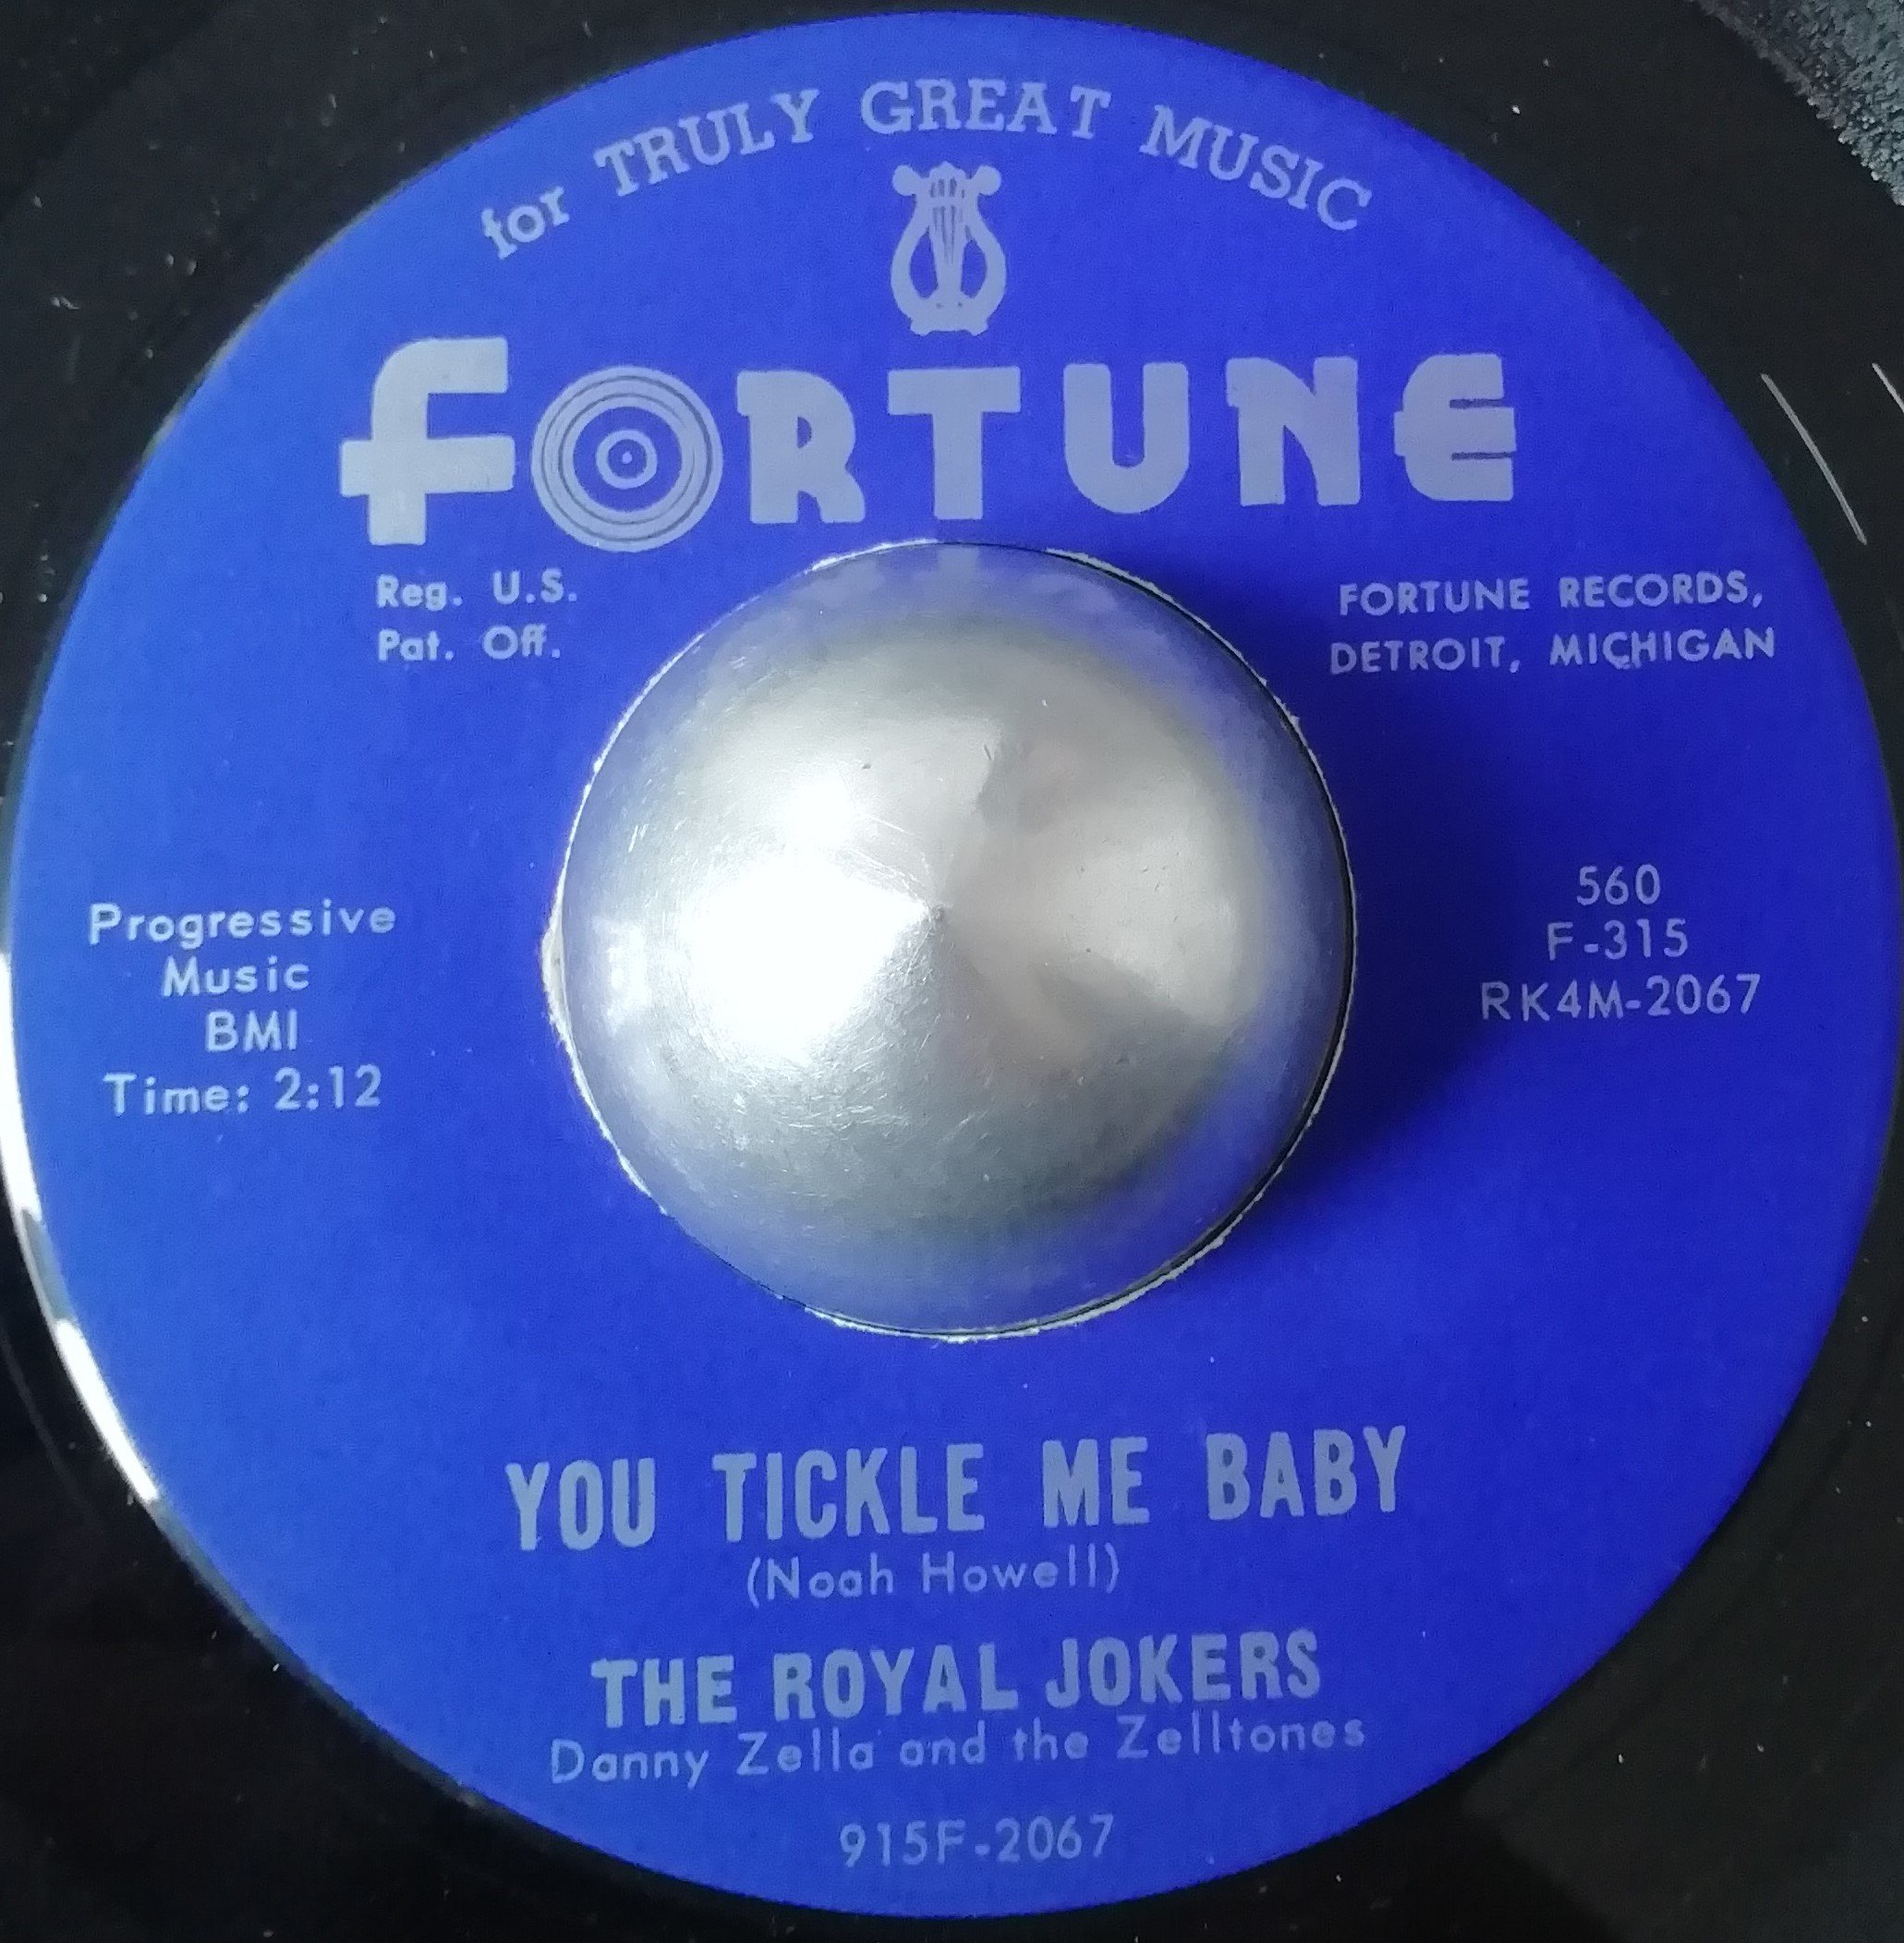 for TRULY GREAT MUSIC
FORTUNE
Reg. U.S.
Pat. Off.
FORTUNE RECORDS,
DETROIT, MICHIGAN
Progressive
Music
BMI
Time: 2:12
560
F-315
RK4M-2067
YOU TICKLE ME BABY
(Noah Howell)
THE ROYAL JOKERS
Danny Zella and the Zelltones
915F-2067